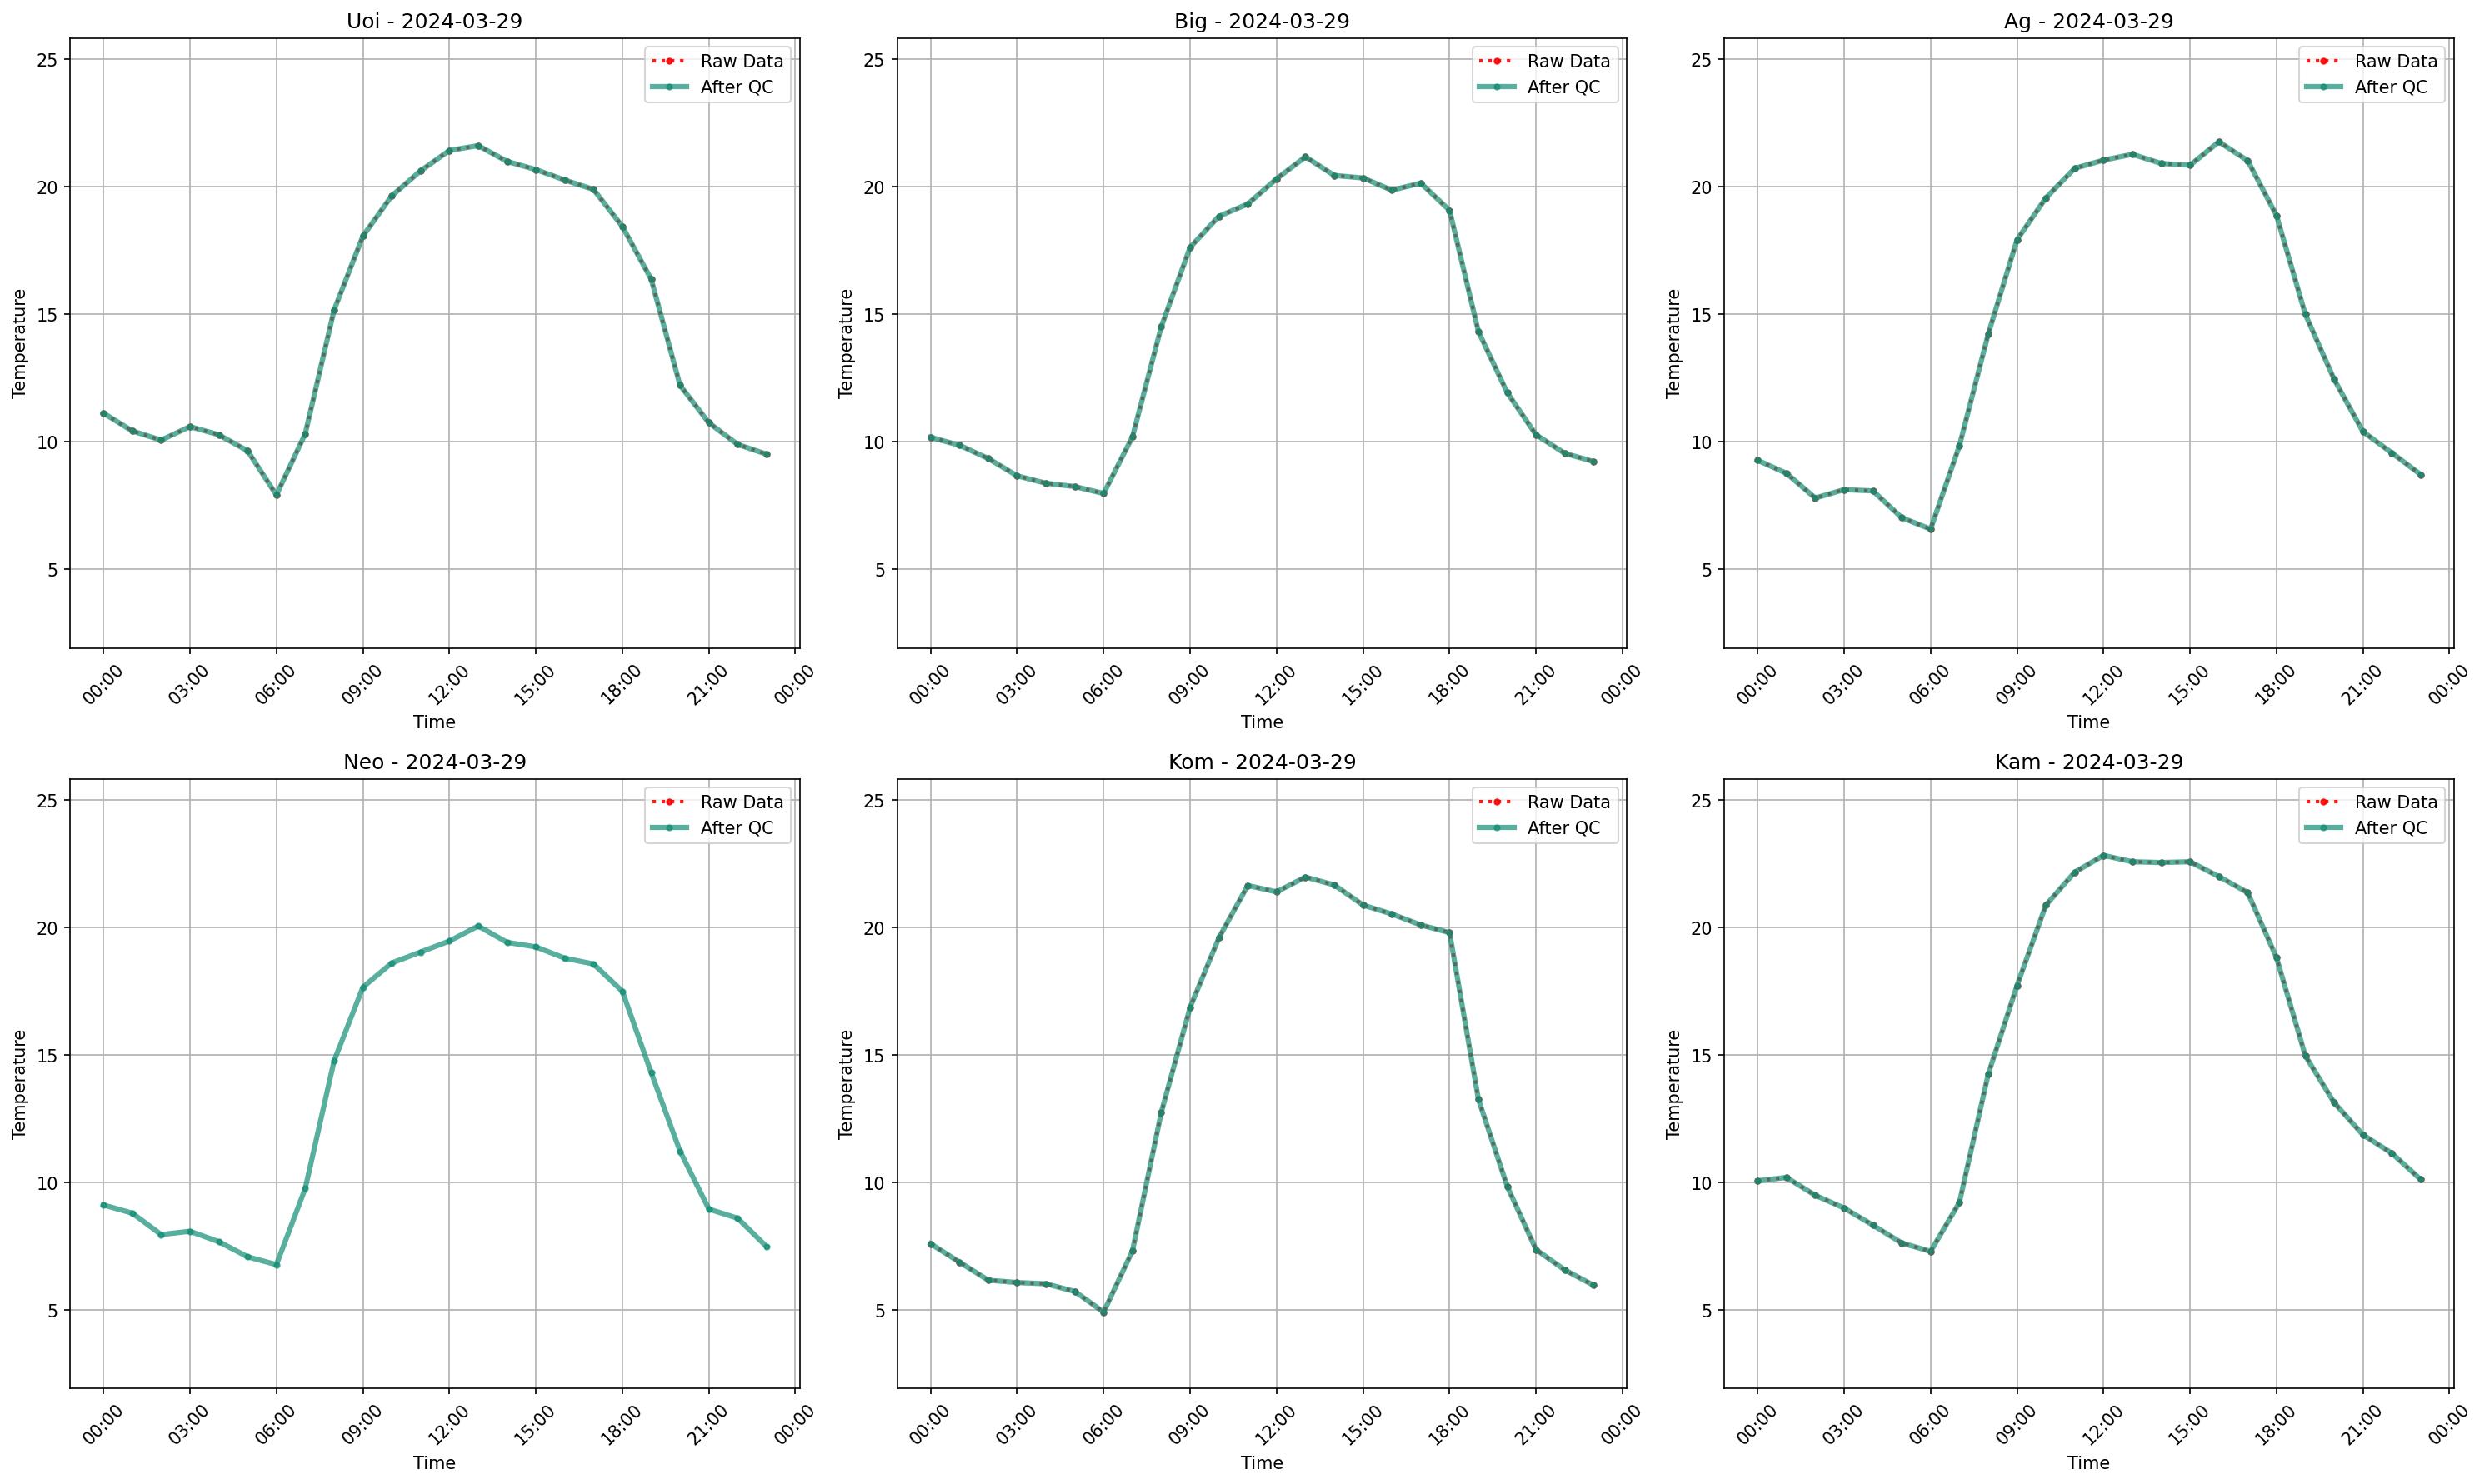 Uoi - 2024-03-29
Raw Data
After QC
25
20
15
10
5
Temperature
00:00
03:00
06:00
09:00
12:00
15:00
18:00
21:00
00:00
Time
Big - 2024-03-29
Raw Data
After QC
25
20
15
10
5
Temperature
00:00
03:00
06:00
09:00
12:00
15:00
18:00
21:00
00:00
Time
Ag - 2024-03-29
Raw Data
After QC
25
20
15
10
5
Temperature
00:00
03:00
06:00
09:00
12:00
15:00
18:00
21:00
00:00
Time
Neo - 2024-03-29
Raw Data
After QC
25
20
15
10
5
Temperature
00:00
03:00
06:00
09:00
12:00
15:00
18:00
21:00
00:00
Time
Kom - 2024-03-29
Raw Data
After QC
25
20
15
10
5
Temperature
00:00
03:00
06:00
09:00
12:00
15:00
18:00
21:00
00:00
Time
Kam - 2024-03-29
Raw Data
After QC
25
20
15
10
5
Temperature
00:00
03:00
06:00
09:00
12:00
15:00
18:00
21:00
00:00
Time